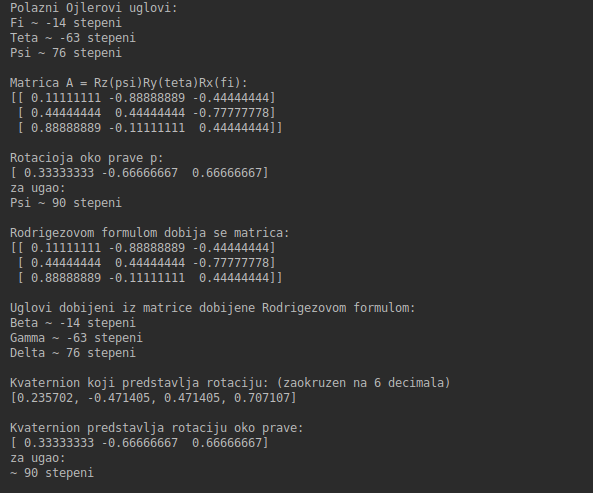 Polazni Ojlerovi uglovi:
Fi ~ -14 stepeni
Teta ~ -63 stepeni
Psi ~ 76 stepeni
Matrica A = Rz(psi)Ry(teta)Rx(fi):
[[ 0.11111111 -0.88888889 -0.44444444]
[ 0.44444444  0.44444444 -0.77777778]
[ 0.88888889 -0.11111111  0.44444444]]
Rotacioja oko prave p:
[ 0.33333333 -0.66666667  0.66666667]
za ugao:
Psi ~ 90 stepeni
Rodrigezovom formulom dobija se matrica:
[[ 0.11111111 -0.88888889 -0.44444444]
[ 0.44444444  0.44444444 -0.77777778]
[ 0.88888889 -0.11111111  0.44444444]]
Uglovi dobijeni iz matrice dobijene Rodrigezovom formulom:
Beta ~ -14 stepeni
Gamma ~ -63 stepeni
Delta ~ 76 stepeni
Kvaternion koji predstavlja rotaciju: (zaokruzen na 6 decimala)
[0.235702, -0.471405, 0.471405, 0.707107]
Kvaternion predstavlja rotaciju oko prave:
[ 0.33333333 -0.66666667  0.66666667]
za ugao:
~ 90 stepeni